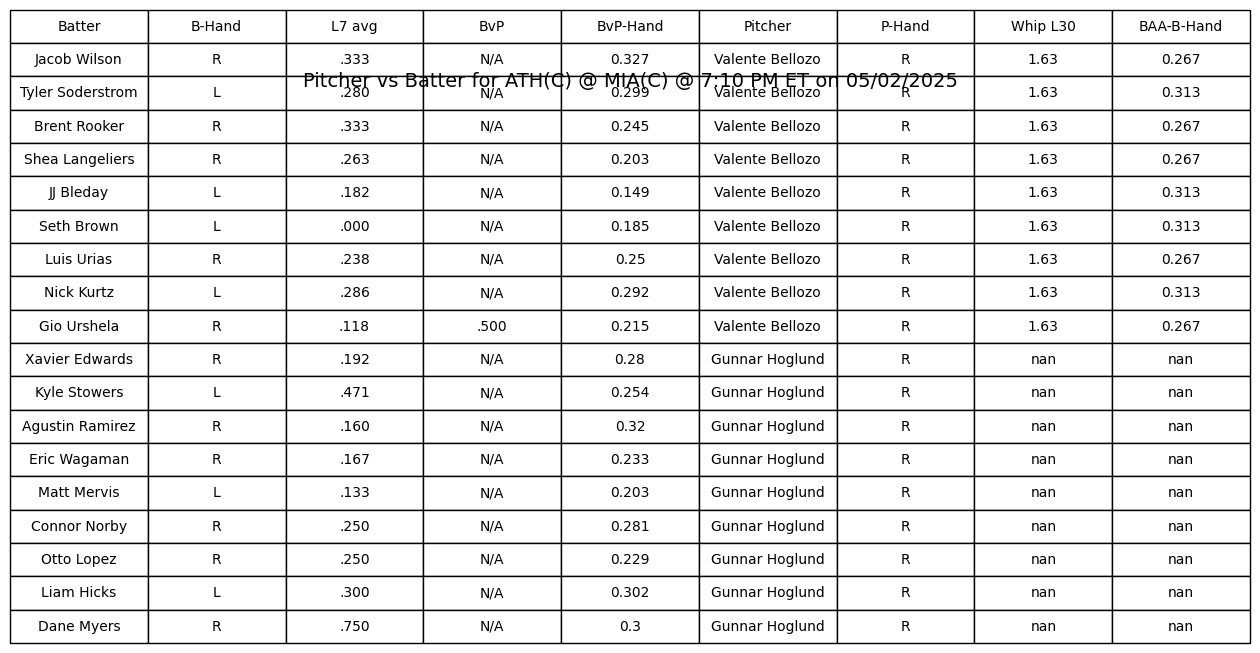 Batter B-Hand L7 avg BvP BvP-Hand Pitcher P-Hand Whip L30 BAA-B-Hand
Jacob Wilson R .333 N/A 0.327 Valente Bellozo R 1.63 0.267
Pitcher vs Batter for ATH(C) @ MIA(C) @ 7:10 PM ET on 05/02/2025
Tyler Soderstrom L .280 N/A 0.299 Valente Bellozo R 1.63 0.313
Brent Rooker R .333 N/A 0.245 Valente Bellozo R 1.63 0.267
Shea Langeliers R .263 N/A 0.203 Valente Bellozo R 1.63 0.267
JJ Bleday L .182 N/A 0.149 Valente Bellozo R 1.63 0.313
Seth Brown L .000 N/A 0.185 Valente Bellozo R 1.63 0.313
Luis Urias R .238 N/A 0.25 Valente Bellozo R 1.63 0.267
Nick Kurtz L .286 N/A 0.292 Valente Bellozo R 1.63 0.313
Gio Urshela R .118 .500 0.215 Valente Bellozo R 1.63 0.267
Xavier Edwards R .192 N/A 0.28 Gunnar Hoglund R nan nan
Kyle Stowers L .471 N/A 0.254 Gunnar Hoglund R nan nan
Agustin Ramirez R .160 N/A 0.32 Gunnar Hoglund R nan nan
Eric Wagaman R .167 N/A 0.233 Gunnar Hoglund R nan nan
Matt Mervis L .133 N/A 0.203 Gunnar Hoglund R nan nan
Connor Norby R .250 N/A 0.281 Gunnar Hoglund R nan nan
Otto Lopez R .250 N/A 0.229 Gunnar Hoglund R nan nan
Liam Hicks L .300 N/A 0.302 Gunnar Hoglund R nan nan
Dane Myers R .750 N/A 0.3 Gunnar Hoglund R nan nan